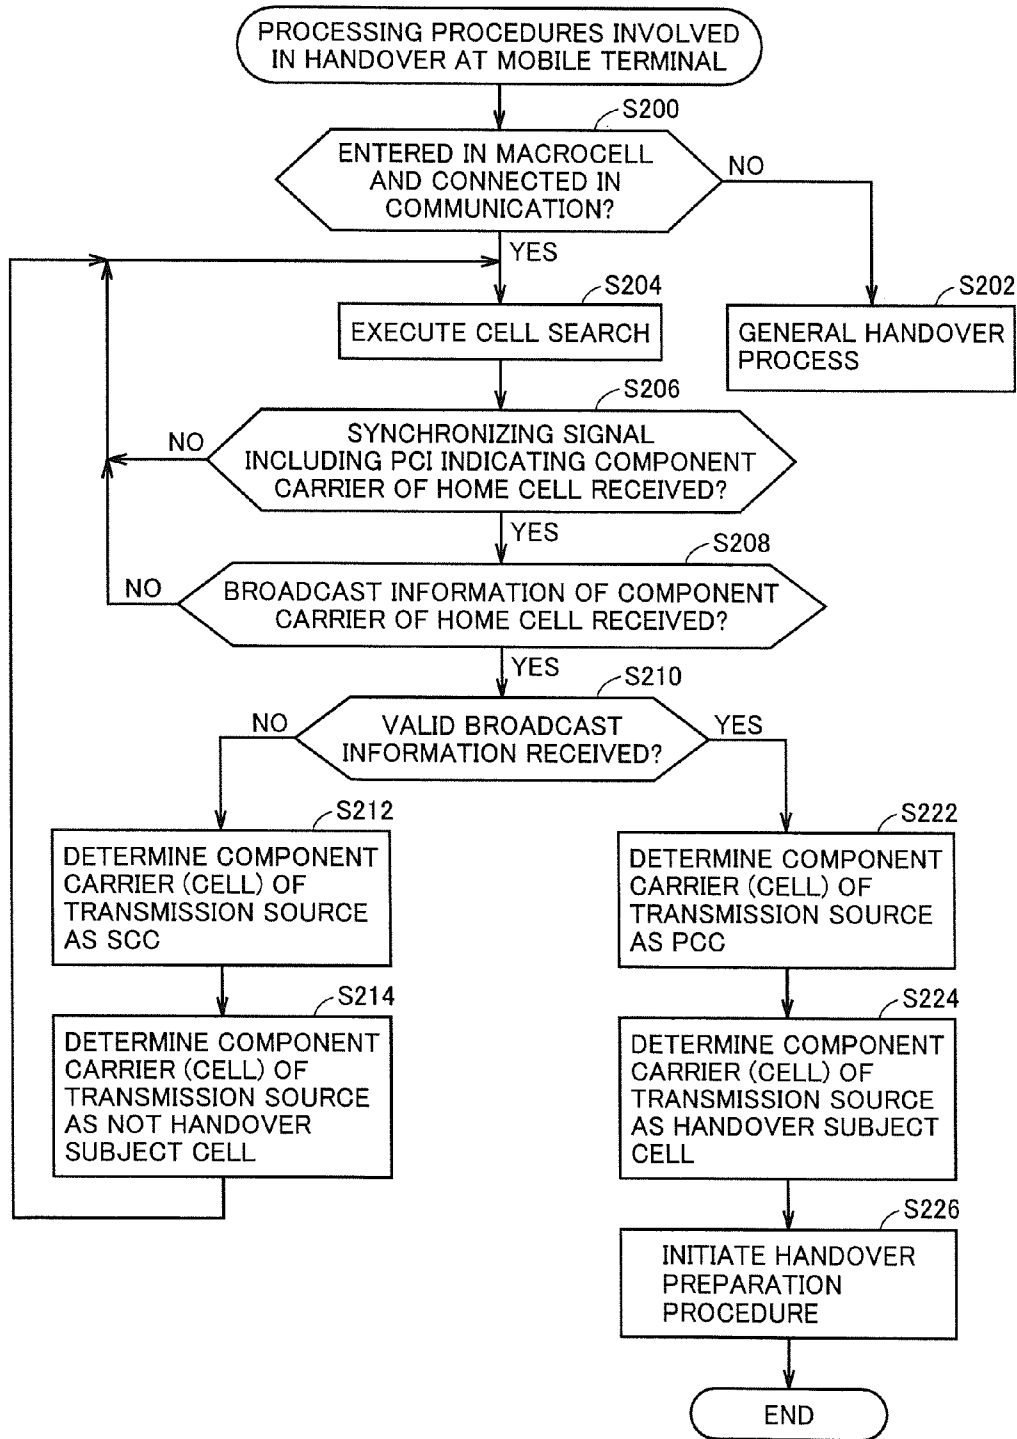 PROCESSING PROCEDURES INVOLVED
IN HANDOVER AT MOBILE TERMINAL
S200
ENTERED IN MACROCELL
AND CONNECTED IN
COMMUNICATION?
NO
YES
S202
GENERAL HANDOVER
PROCESS
S204
EXECUTE CELL SEARCH
S206
SYNCHRONIZING SIGNAL
INCLUDING PCI INDICATING COMPONENT
CARRIER OF HOME CELL RECEIVED?
NO
YES
S208
BROADCAST INFORMATION OF COMPONENT
CARRIER OF HOME CELL RECEIVED?
NO
YES
S210
VALID BROADCAST
INFORMATION RECEIVED?
NO
YES
S212
DETERMINE COMPONENT
CARRIER (CELL) OF
TRANSMISSION SOURCE
AS SCC
S214
DETERMINE COMPONENT
CARRIER (CELL) OF
TRANSMISSION SOURCE
AS NOT HANDOVER
SUBJECT CELL
S222
DETERMINE COMPONENT
CARRIER (CELL) OF
TRANSMISSION SOURCE
AS PCC
S224
DETERMINE COMPONENT
CARRIER (CELL) OF
TRANSMISSION SOURCE
AS HANDOVER SUBJECT
CELL
S226
INITIATE HANDOVER
PREPARATION
PROCEDURE
END